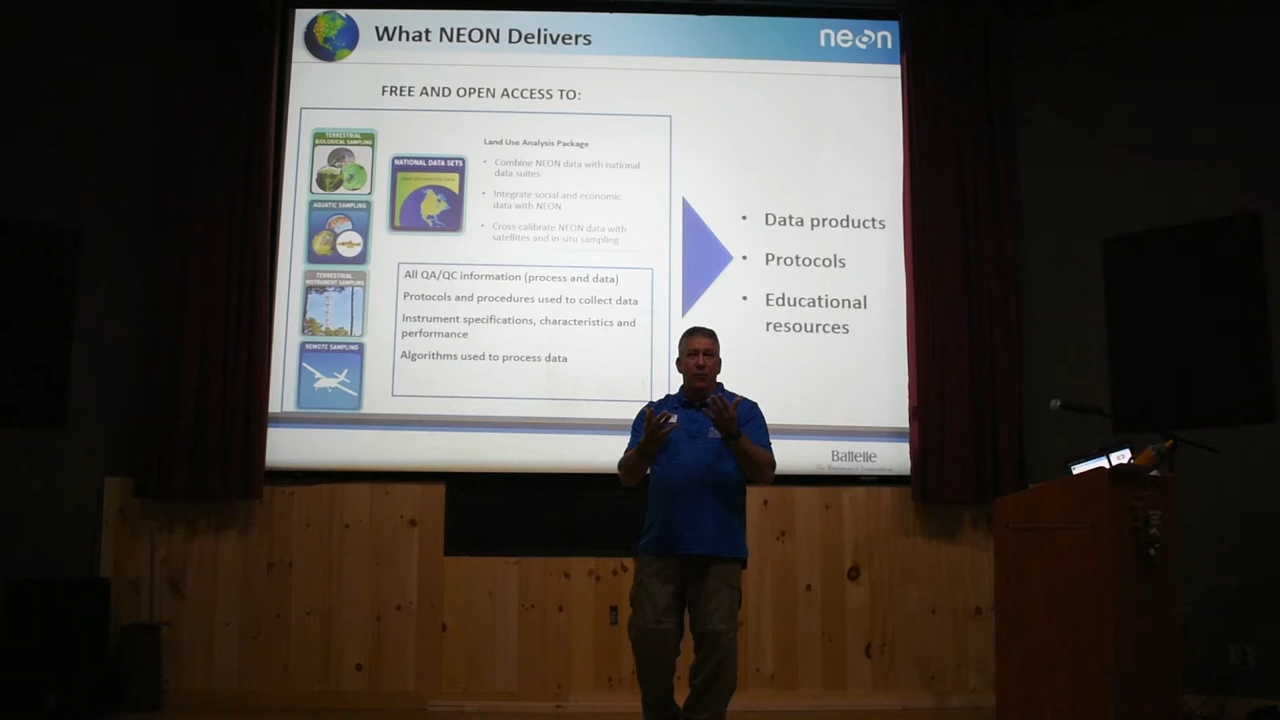 What NEON Delivers
neon
FREE AND OPEN ACCESS TO:
TERRESTRIAL
BIOLOGICAL SAMPLING
AQUATIC SAMPLING
TERRESTRIAL
INSTRUMENT SAMPLING
REMOTE SAMPLING
NATIONAL DATA SETS
LAND USE ANALYSIS DATA
Land Use Analysis Package
• Combine NEON data with national
data suites
• Integrate social and economic
data with NEON
• Cross-calibrate NEON data with
satellites and in-situ sampling
All QA/QC information (process and data)
Protocols and procedures used to collect data
Instrument specifications, characteristics and
performance
Algorithms used to process data
• Data products
• Protocols
• Educational
resources
Battelle